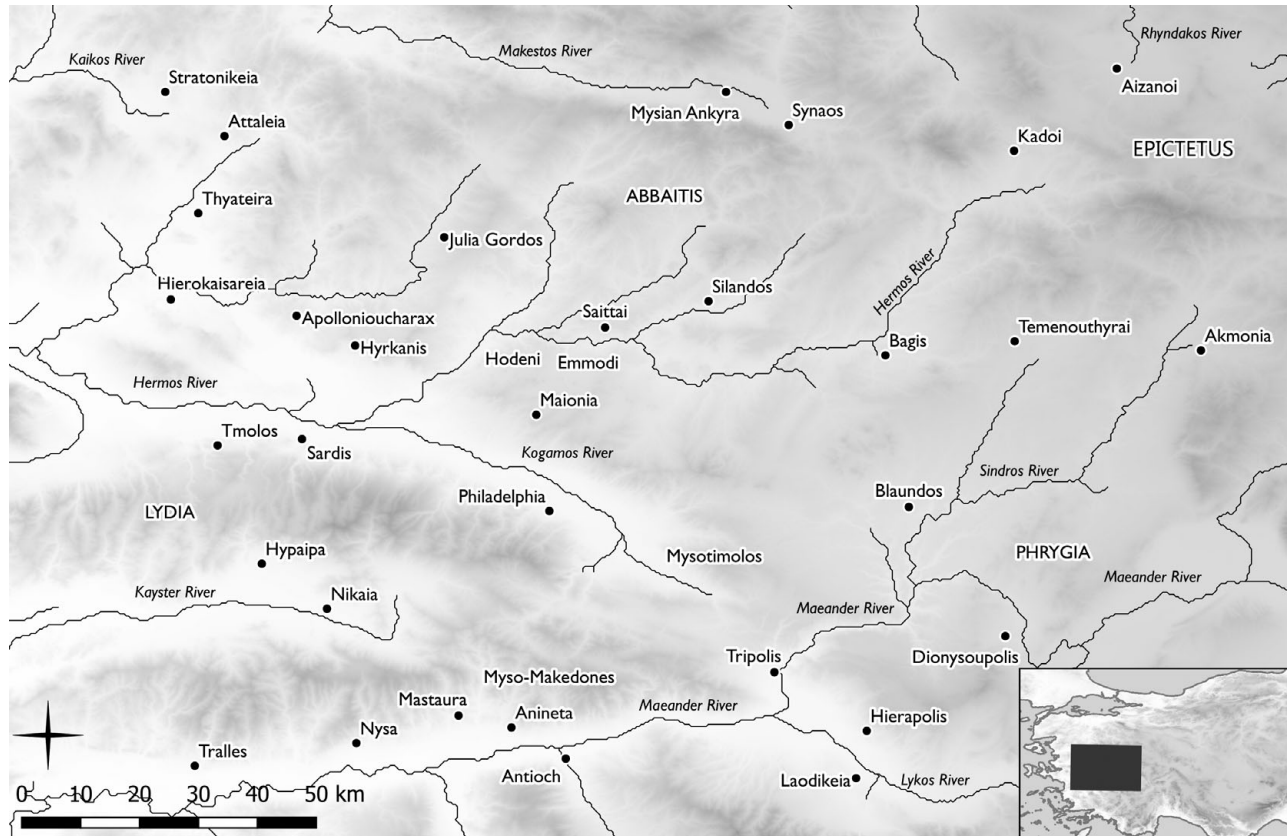 Rhyndakos River
Makestos River
Kaikos River
Stratonikeia
Aizanoi
Mysian Ankyra
Synaos
Attaleia
Kadoi
EPICTETUS
ABBAITIS
Thyateira
Julia Gordos
Hermos River
Hierokaisareia
Silandos
Apollonioucharax
Saittai
Temenouthyrai
Akmonia
Hyrkanis
Hodeni
Emmodi
Bagis
Hermos River
Maionia
Tmolos
Sardis
Kogamos River
Sindros River
Philadelphia
Blaundos
LYDIA
Hypaipa
Mysotimolos
PHRYGIA
Maeander River
Kayster River
Nikaia
Maeander River
Tripolis
Dionysoupolis
Myso-Makedones
Mastaura
Maeander River
Anineta
Hierapolis
Nysa
Tralles
Antioch
Laodikeia
Lykos River
0 10 20 30 40 50 km